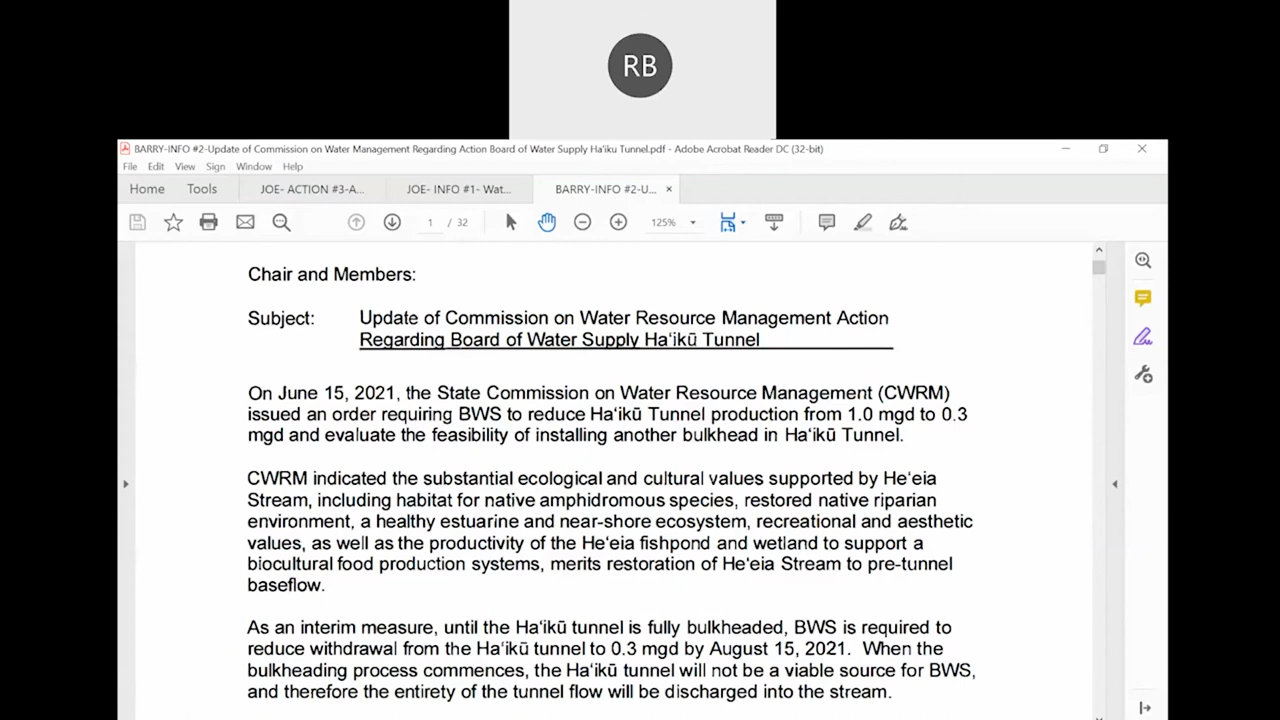 RB
BARRY-INFO #2-Update of Commission on Water Management Regarding Action Board of Water Supply Ha'iku Tunnel.pdf - Adobe Acrobat Reader DC (32-bit)
File Edit View Sign Window Help
Home Tools JOE- ACTION #3-A... JOE- INFO #1- Wat... BARRY-INFO #2-U... ×
1 / 32 125%
Chair and Members:
Subject: Update of Commission on Water Resource Management Action
Regarding Board of Water Supply Haʻikū Tunnel
On June 15, 2021, the State Commission on Water Resource Management (CWRM)
issued an order requiring BWS to reduce Haʻikū Tunnel production from 1.0 mgd to 0.3
mgd and evaluate the feasibility of installing another bulkhead in Haʻikū Tunnel.
CWRM indicated the substantial ecological and cultural values supported by Heʻeia
Stream, including habitat for native amphidromous species, restored native riparian
environment, a healthy estuarine and near-shore ecosystem, recreational and aesthetic
values, as well as the productivity of the Heʻeia fishpond and wetland to support a
biocultural food production systems, merits restoration of Heʻeia Stream to pre-tunnel
baseflow.
As an interim measure, until the Haʻikū tunnel is fully bulkheaded, BWS is required to
reduce withdrawal from the Haʻikū tunnel to 0.3 mgd by August 15, 2021. When the
bulkheading process commences, the Haʻikū tunnel will not be a viable source for BWS,
and therefore the entirety of the tunnel flow will be discharged into the stream.